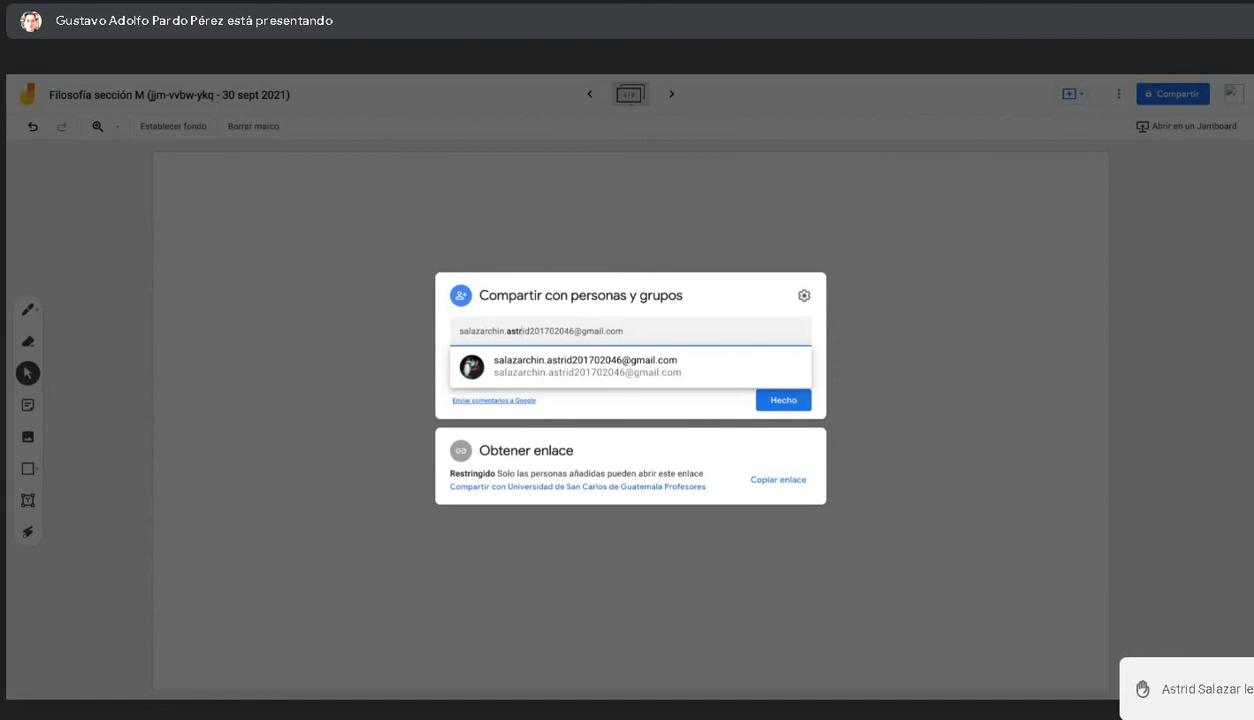 Gustavo Adolfo Pardo Pérez está presentando
Filosofía sección M (jjm-vvbw-ykq - 30 sept 2021)
Compartir
Establecer fondo
Borrar marco
Abrir en un Jamboard
Compartir con personas y grupos
salazarchin.astrid201702046@gmail.com
salazarchin.astrid201702046@gmail.com
salazarchin.astrid201702046@gmail.com
Enviar comentarios a Google
Hecho
Obtener enlace
Restringido Solo las personas añadidas pueden abrir este enlace
Compartir con Universidad de San Carlos de Guatemala Profesores
Copiar enlace
Astrid Salazar le